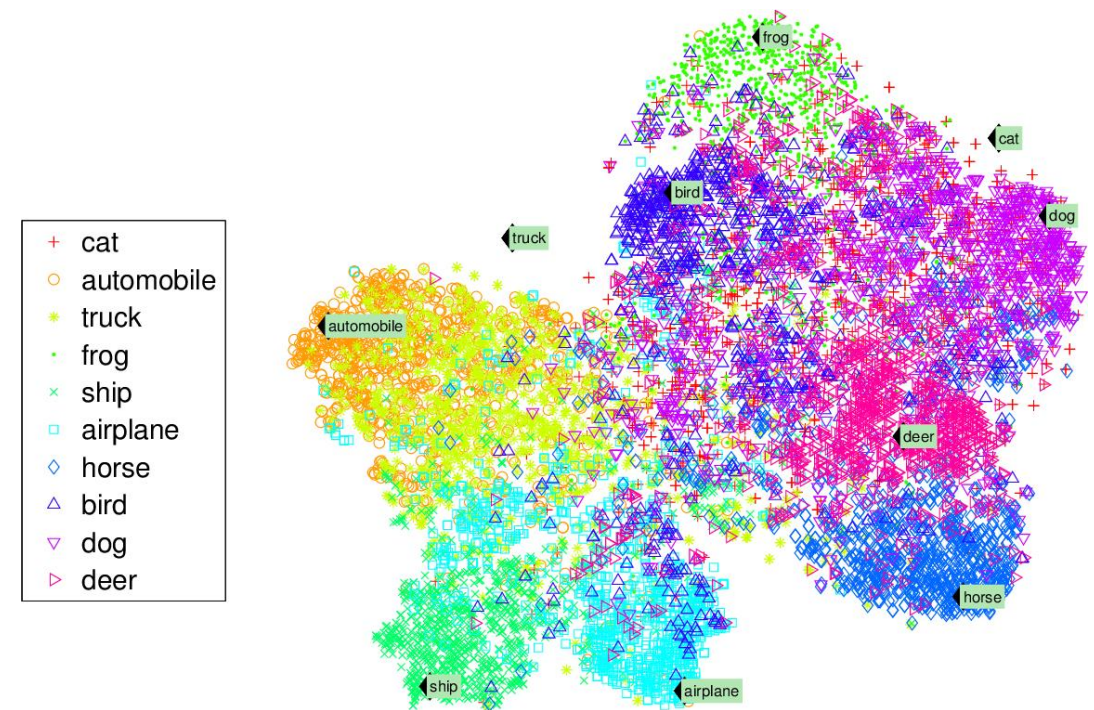 cat
automobile
truck
frog
ship
airplane
horse
bird
dog
deer
frog
cat
bird
dog
truck
automobile
deer
horse
ship
airplane